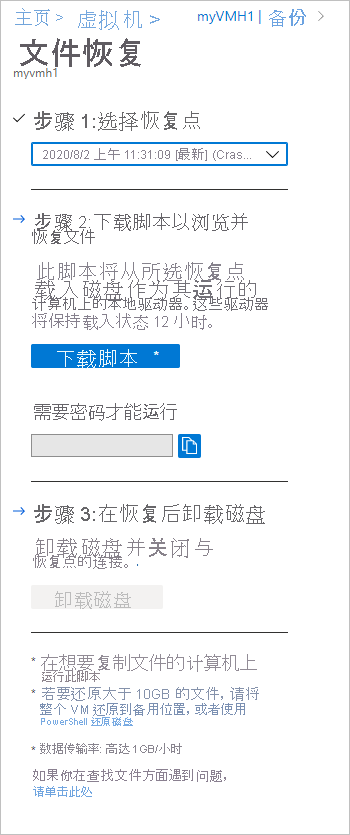 主页 > 虚拟机 > myVMH1 | 备份 >
文件恢复
myvmh1
步骤 1:选择恢复点
2020/8/2 上午 11:31:09 [最新] (Cras...
步骤 2:下载脚本以浏览并
恢复文件
此脚本将从所选恢复点
载入磁盘作为其运行的
计算机上的本地驱动器。这些驱动器
将保持载入状态 12 小时。
下载脚本 *
需要密码才能运行
步骤 3:在恢复后卸载磁盘
卸载磁盘并关闭与
恢复点的连接。.
卸载磁盘
* 在想要复制文件的计算机上
运行此脚本
* 若要还原大于 10GB 的文件，请将
整个 VM 还原到备用位置，或者使用
PowerShell 还原磁盘
* 数据传输率: 高达 1GB/小时
如果你在查找文件方面遇到问题，
请单击此处